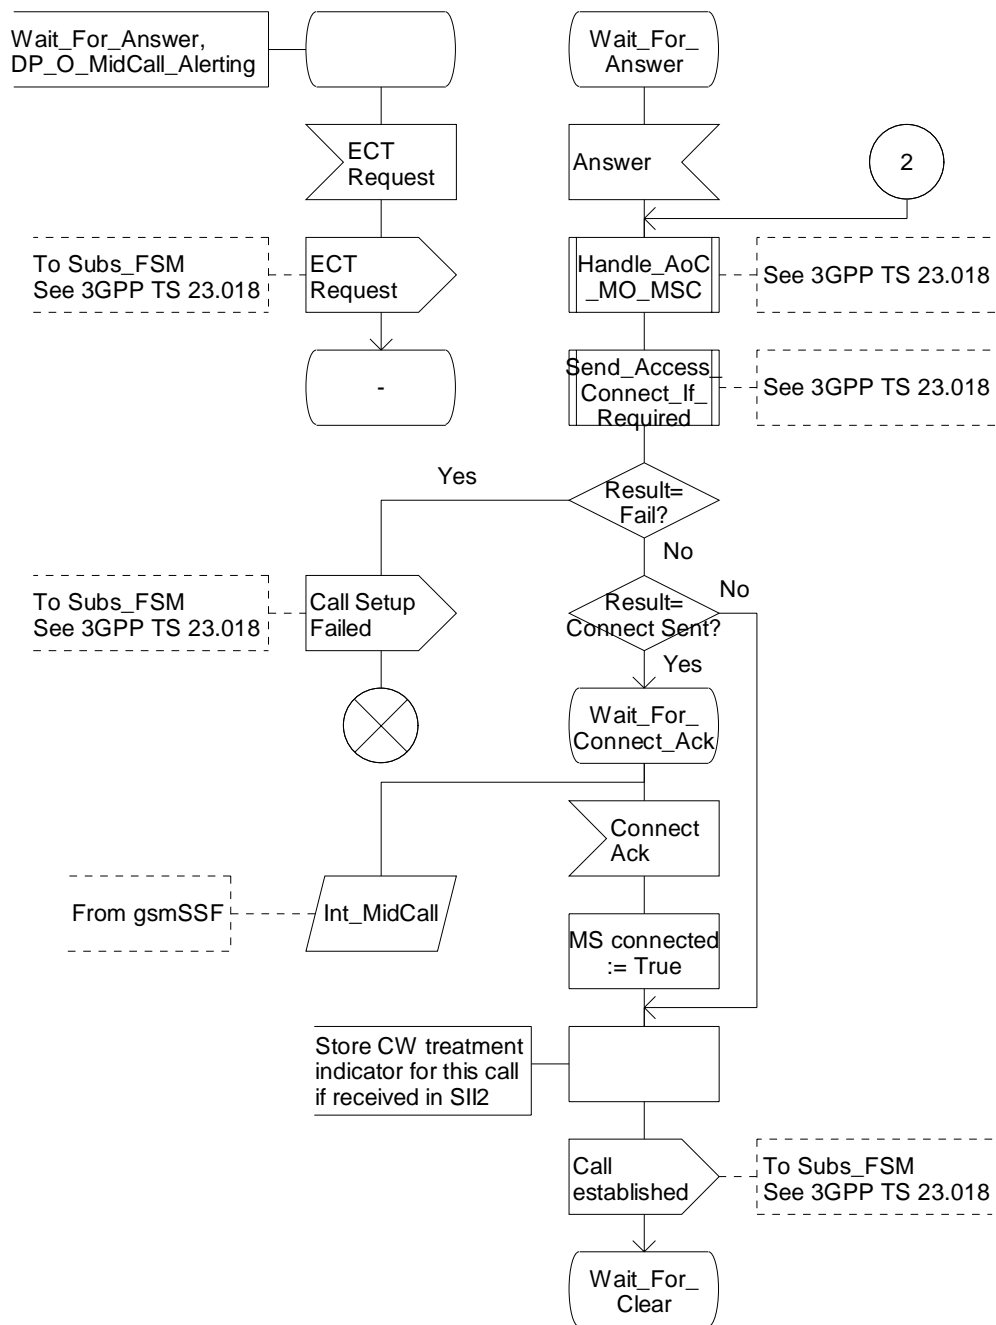 Wait_For_Answer,
DP_O_MidCall_Alerting
Wait_For_
Answer
ECT
Request
Answer
2
To Subs_FSM
See 3GPP TS 23.018
ECT
Request
Handle_AoC
_MO_MSC
See 3GPP TS 23.018
-
Send_Access_
Connect_If_
Required
See 3GPP TS 23.018
Yes
Result=
Fail?
No
To Subs_FSM
See 3GPP TS 23.018
Call Setup
Failed
Result=
Connect Sent?
No
Yes
Wait_For_
Connect_Ack
Connect
Ack
From gsmSSF
Int_MidCall
MS connected
:= True
Store CW treatment
indicator for this call
if received in SII2
Call
established
To Subs_FSM
See 3GPP TS 23.018
Wait_For_
Clear